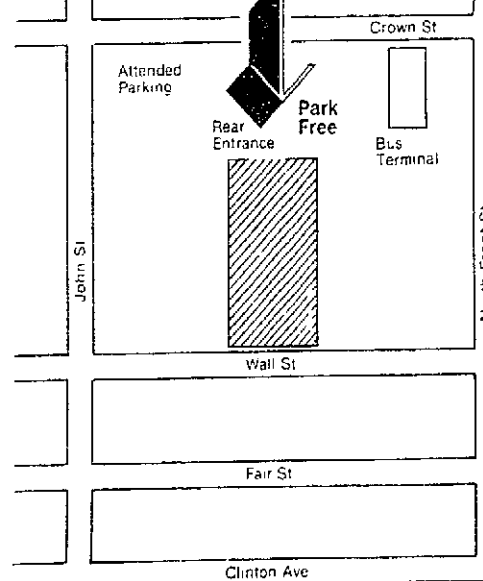 Crown St
Attended
Parking
Park
Free
Rear
Entrance
Bus
Terminal
John St
Wall St
Fair St
Clinton Ave